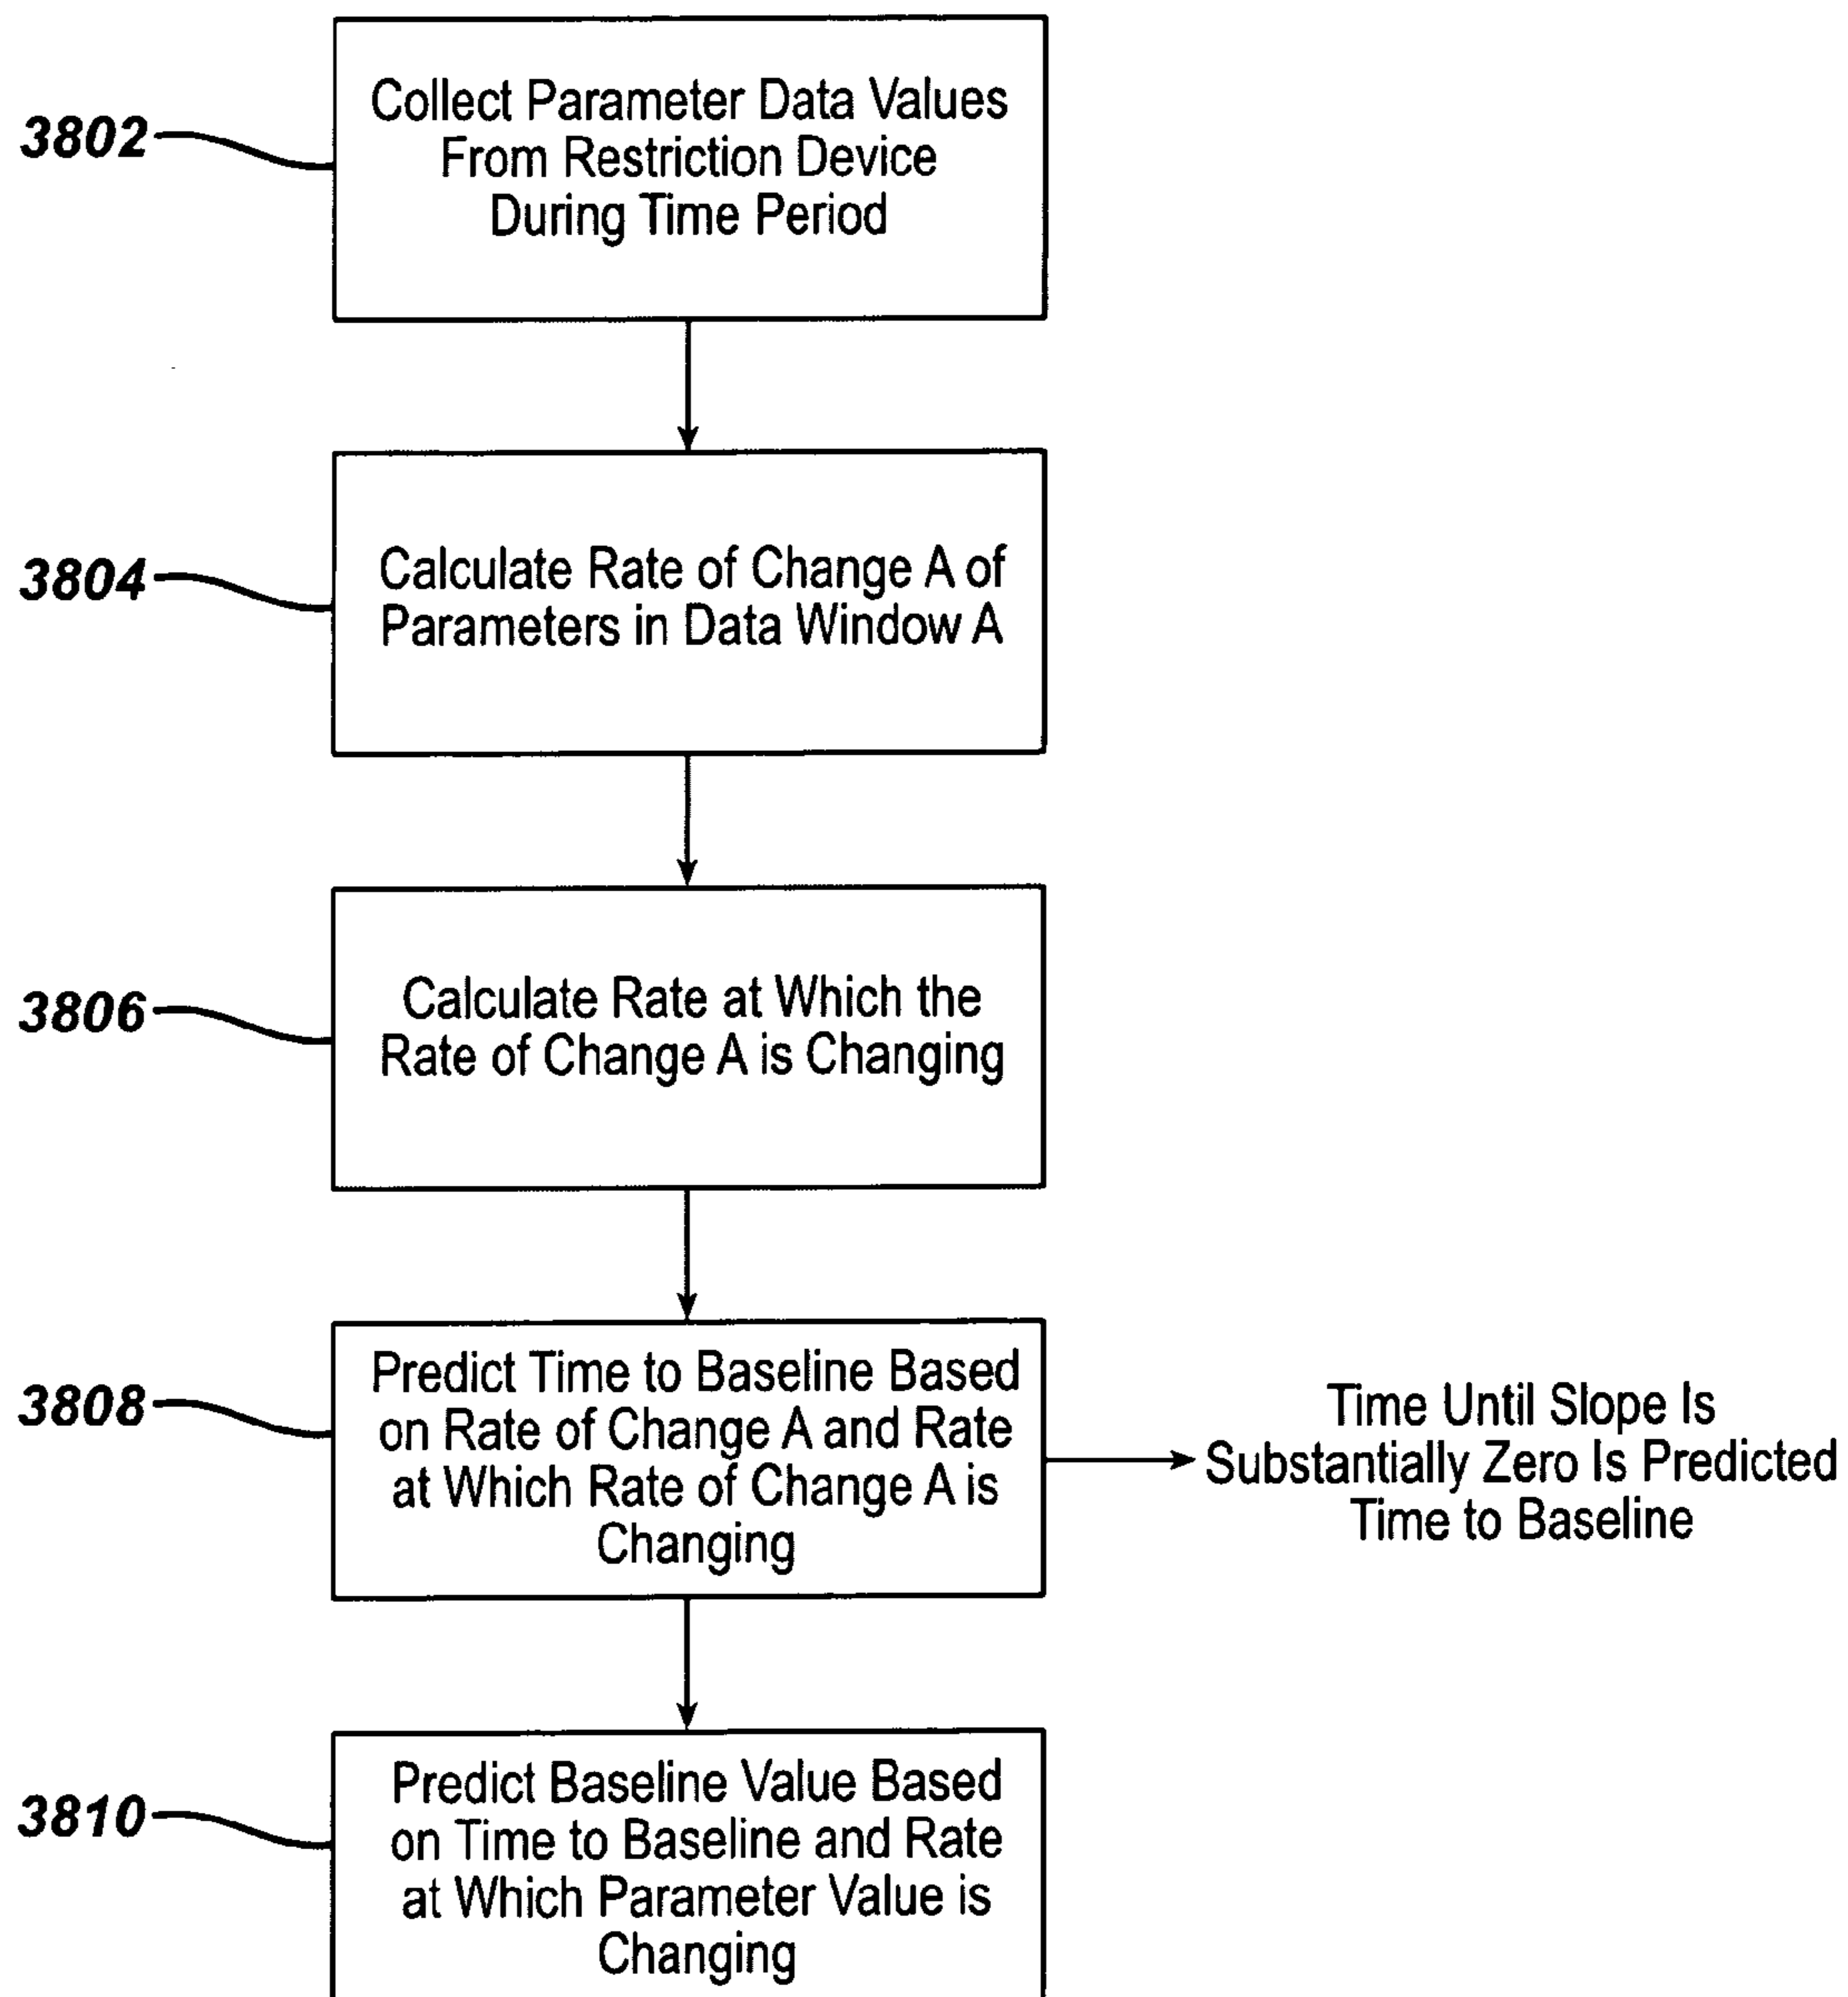 3802
Collect Parameter Data Values
From Restriction Device
During Time Period
3804
Calculate Rate of Change A of
Parameters in Data Window A
3806
Calculate Rate at Which the
Rate of Change A is Changing
3808
Predict Time to Baseline Based
on Rate of Change A and Rate
at Which Rate of Change A is
Changing
Time Until Slope Is
Substantially Zero Is Predicted
Time to Baseline
3810
Predict Baseline Value Based
on Time to Baseline and Rate
at Which Parameter Value is
Changing